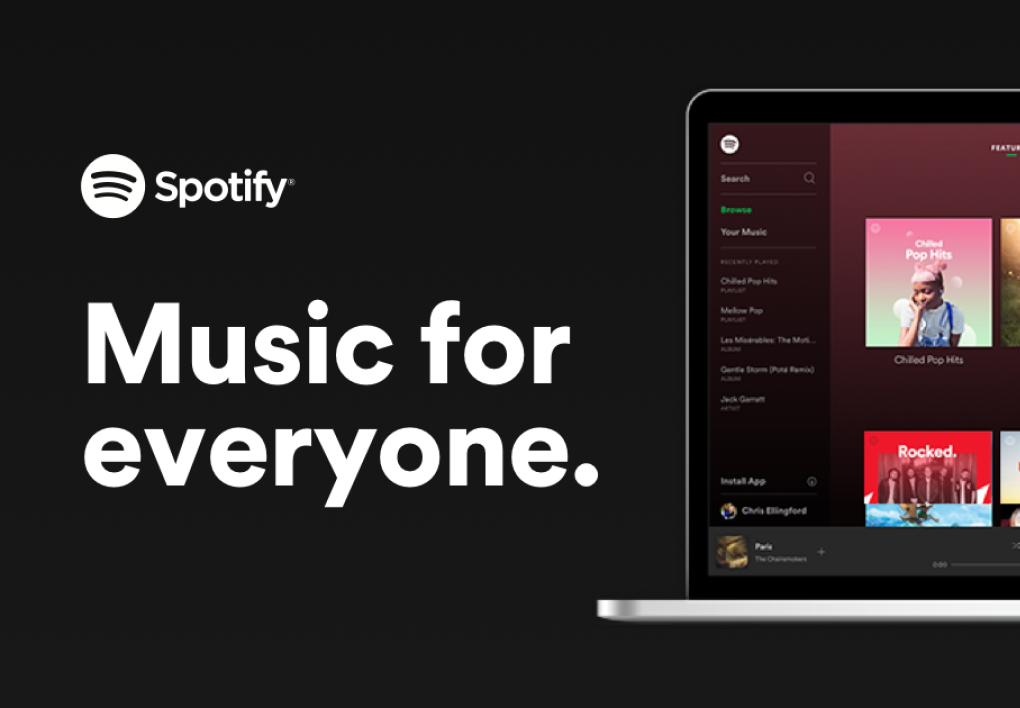 Spotify®
Music for
everyone.
Search
Browse
Your Music
RECENTLY PLAYED
Chilled Pop Hits
PLAYLIST
Mellow Pop
PLAYLIST
Les Misérables: The Moti...
ALBUM
Gentle Storm (Poté Remix)
ALBUM
Jack Garratt
ARTIST
Install App
Chris Ellingford
FEATUR
Chilled
Pop Hits
Chilled Pop Hits
Rocked.
Paris
The Chainsmokers
0:00